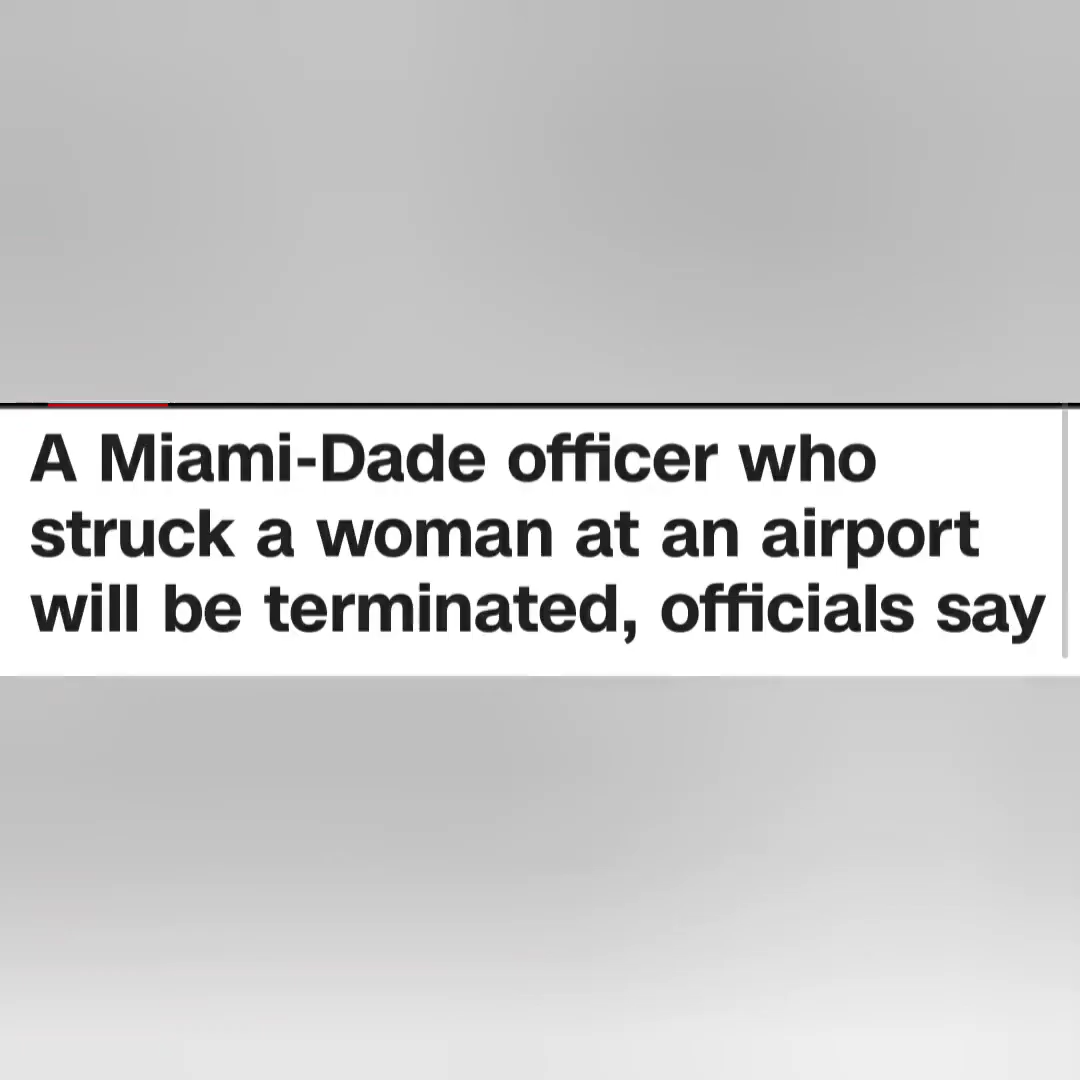 A Miami-Dade officer who
struck a woman at an airport
will be terminated, officials say